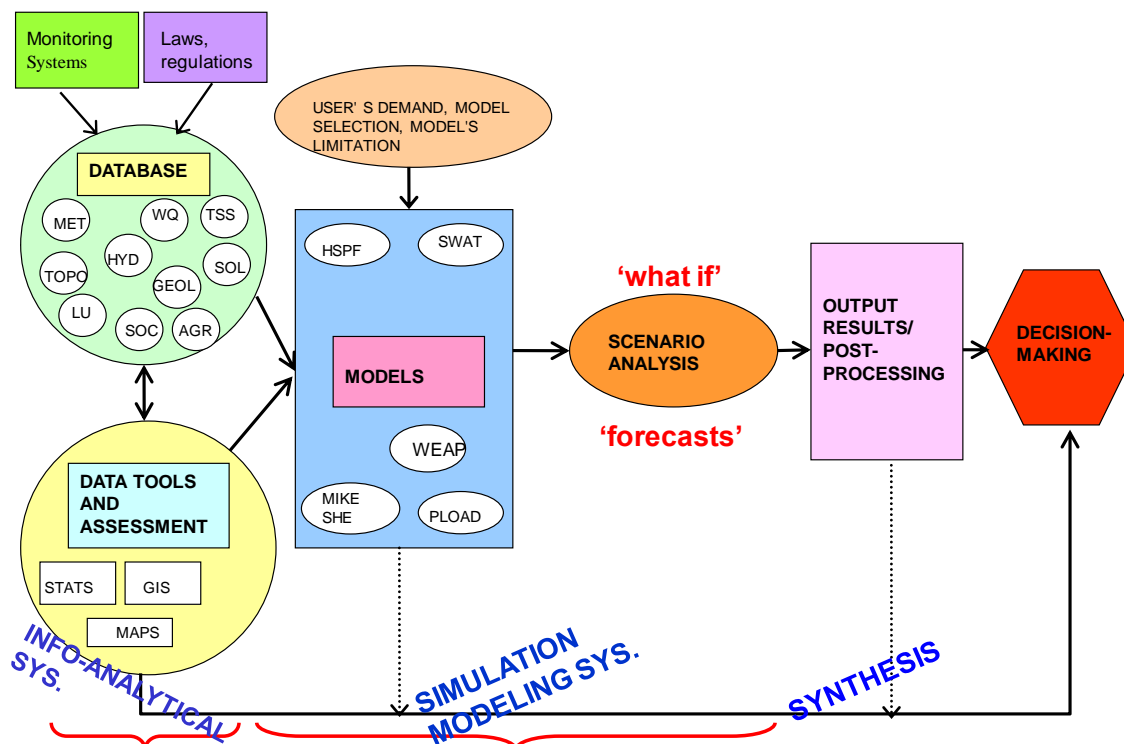 Monitoring
Systems
Laws,
regulations
USER' S DEMAND, MODEL
SELECTION, MODEL'S
LIMITATION
DATABASE
MET
WQ
TSS
HYD
TOPO
SOL
GEOL
LU
SOC
AGR
HSPF
SWAT
MODELS
WEAP
MIKE
SHE
PLOAD
'what if'
SCENARIO
ANALYSIS
'forecasts'
OUTPUT
RESULTS/
POST-
PROCESSING
DECISION-
MAKING
DATA TOOLS
AND
ASSESSMENT
STATS
GIS
MAPS
INFO-ANALYTICAL
SYS.
SIMULATION
MODELING SYS.
SYNTHESIS